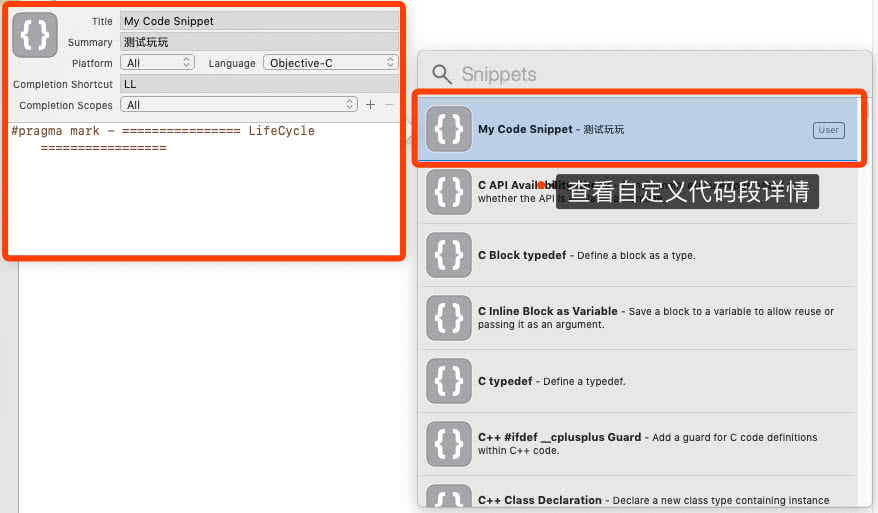 Title My Code Snippet
Summary 测试玩玩
Platform All Language Objective-C
Completion Shortcut LL
Completion Scopes All
#pragma mark - ================ LifeCycle
=================
Snippets
My Code Snippet - 测试玩玩 User
C API
whether the API is
查看自定义代码段详情
C Block typedef - Define a block as a type.
C Inline Block as Variable - Save a block to a variable to allow reuse or
passing it as an argument.
C typedef - Define a typedef.
C++ #ifdef __cplusplus Guard - Add a guard for C code definitions
within C++ code.
C++ Class Declaration - Declare a new class type containing instance